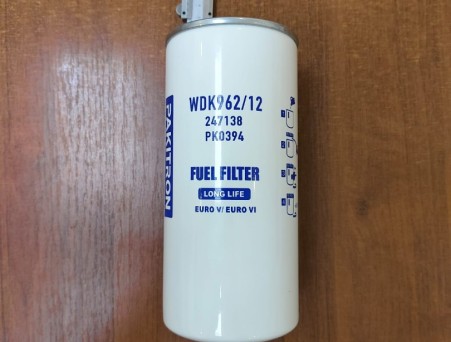 PAKITRON
WDK962/12
247138
PK0394
FUEL FILTER
LONG LIFE
EURO V/ EURO VI